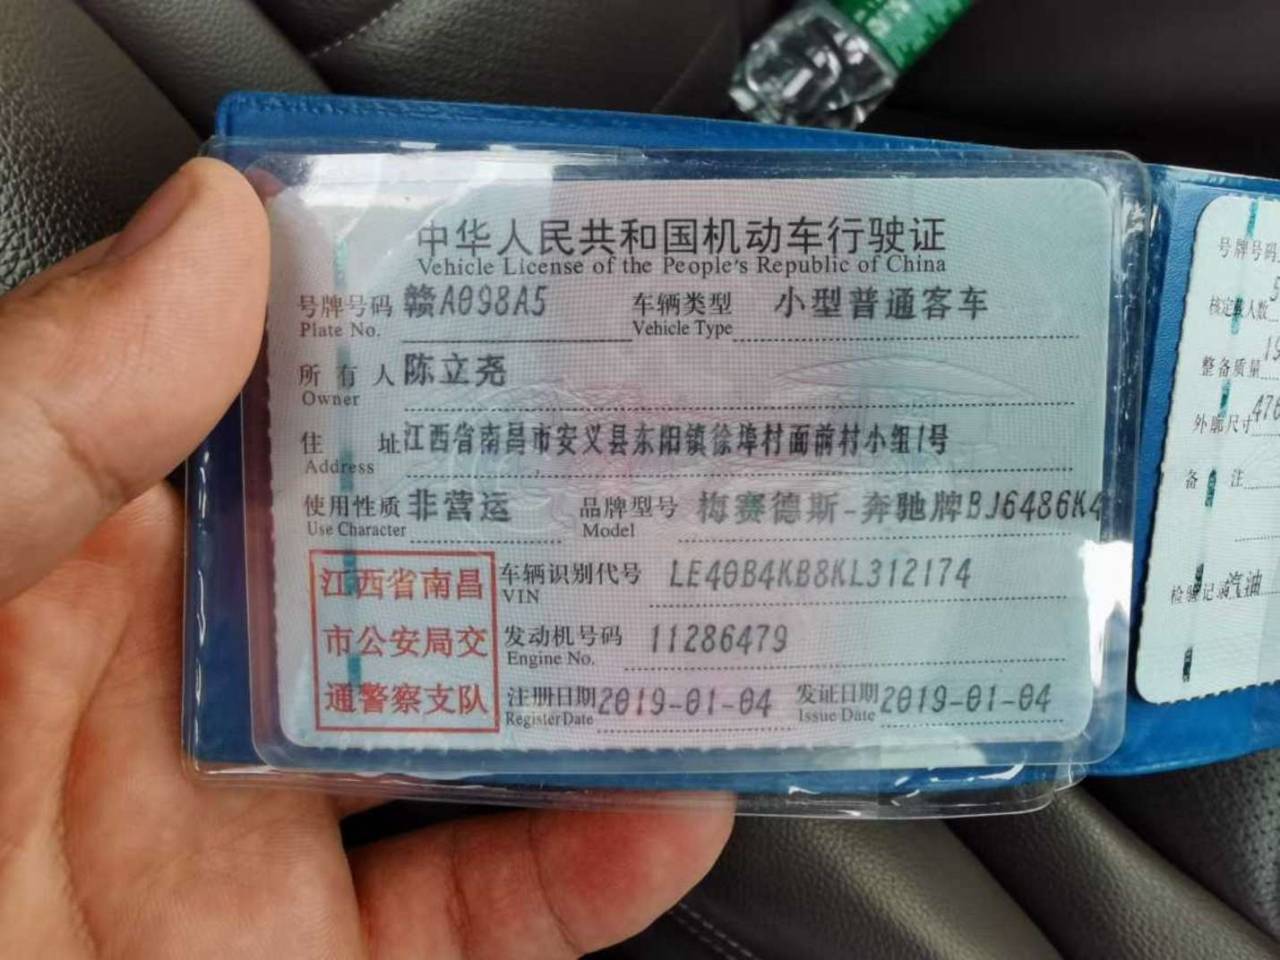 中华人民共和国机动车行驶证
Vehicle License of the People's Republic of China
号牌号码 赣A098A5 车辆类型 小型普通客车
Plate No. Vehicle Type
所有人 陈立尧
Owner
住址 江西省南昌市安义县东阳镇徐埠村面前村小组1号
Address
使用性质 非营运 品牌型号 梅赛德斯-奔驰牌BJ6486K4
Use Character Model
江西省南昌
市公安局交
通警察支队
车辆识别代号 LE40B4KB8KL312174
VIN
发动机号码 11286479
Engine No.
注册日期 2019-01-04 发证日期 2019-01-04
Register Date Issue Date
号牌号码
核定载人数
整备质量
外廓尺寸
备注
检验记录 汽油